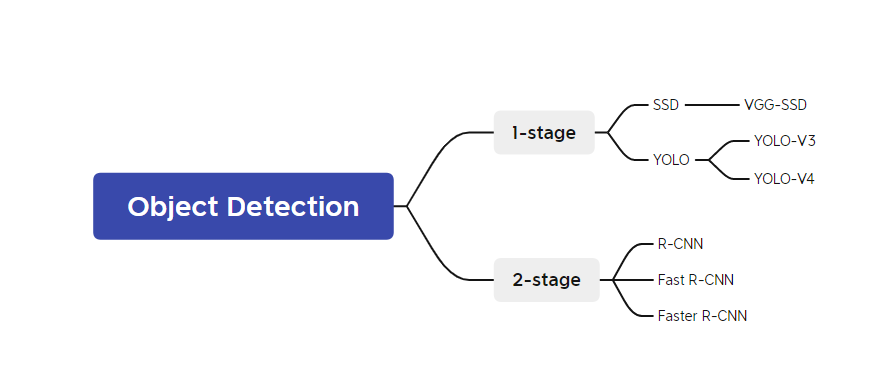 Object Detection
1-stage
SSD
VGG-SSD
YOLO
YOLO-V3
YOLO-V4
2-stage
R-CNN
Fast R-CNN
Faster R-CNN